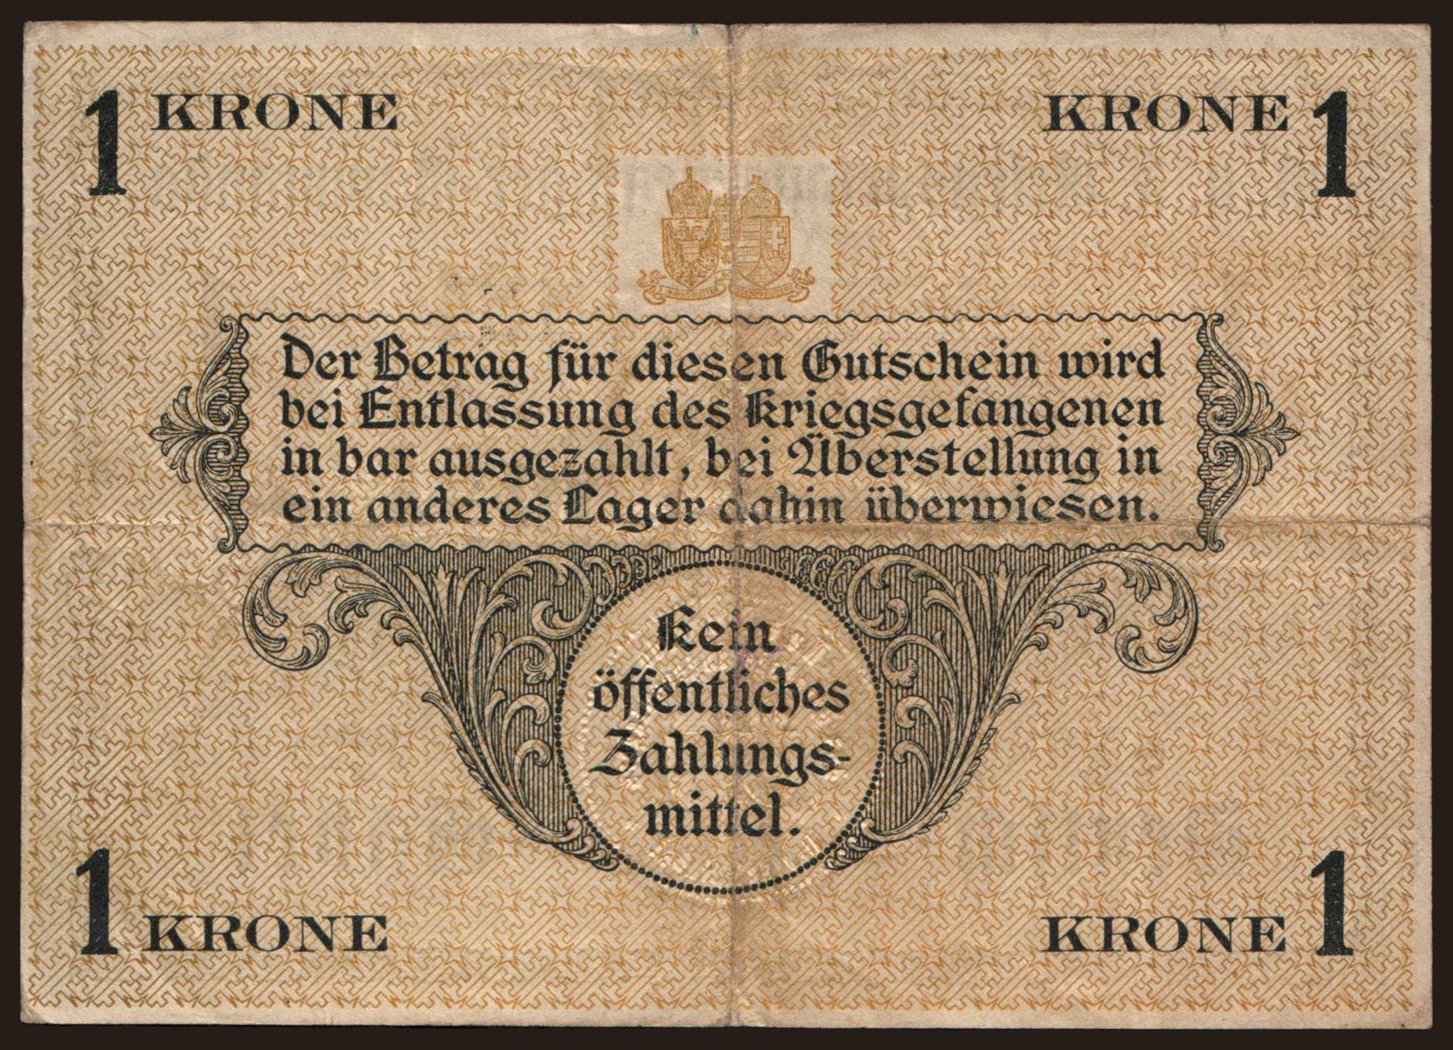 1 KRONE KRONE 1
Der Betrag für diesen Gutschein wird
bei Entlassung des Kriegsgefangenen
in bar ausgezahlt, bei Überstellung in
ein anderes Lager dahin überwiesen.
Kein
öffentliches
Zahlungs-
mittel.
1 KRONE KRONE 1